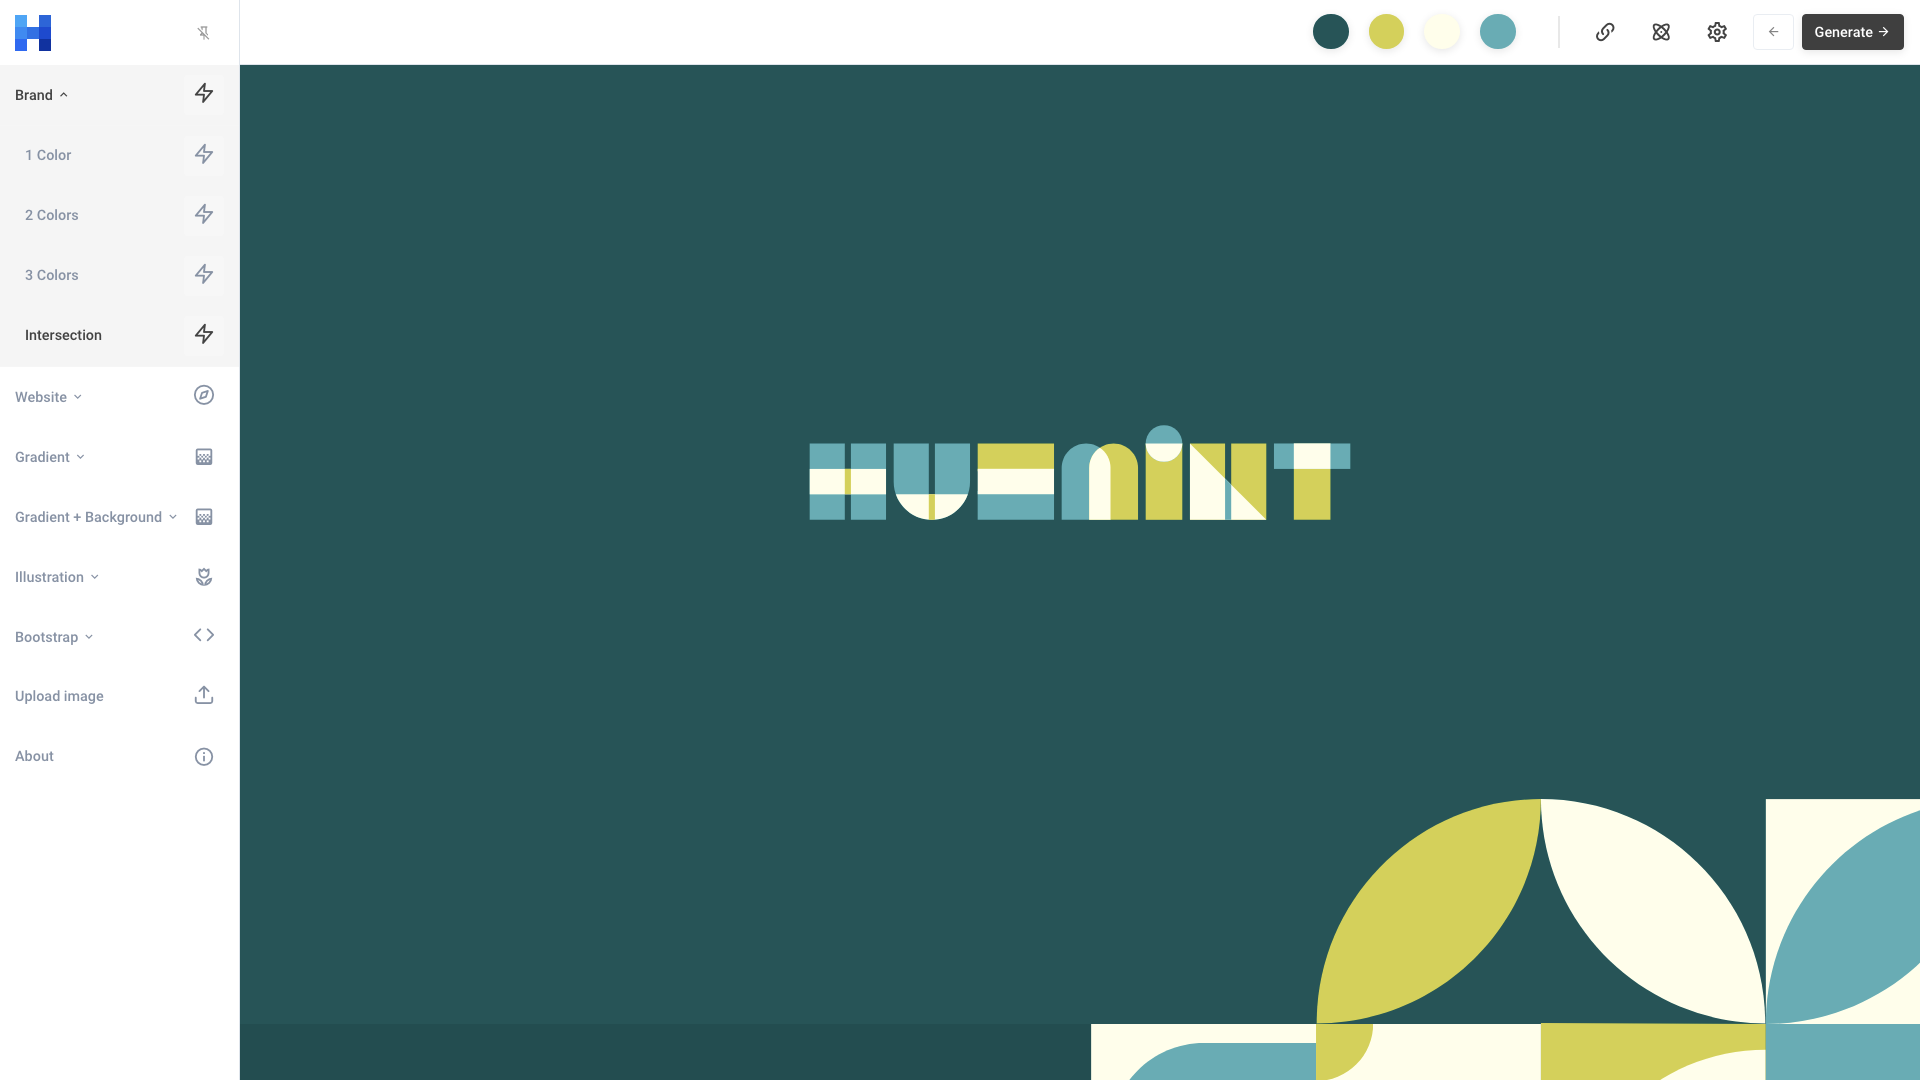 Generate
Brand
1 Color
2 Colors
3 Colors
Intersection
Website
Gradient
Gradient + Background
Illustration
Bootstrap
Upload image
About
HUEMiNT